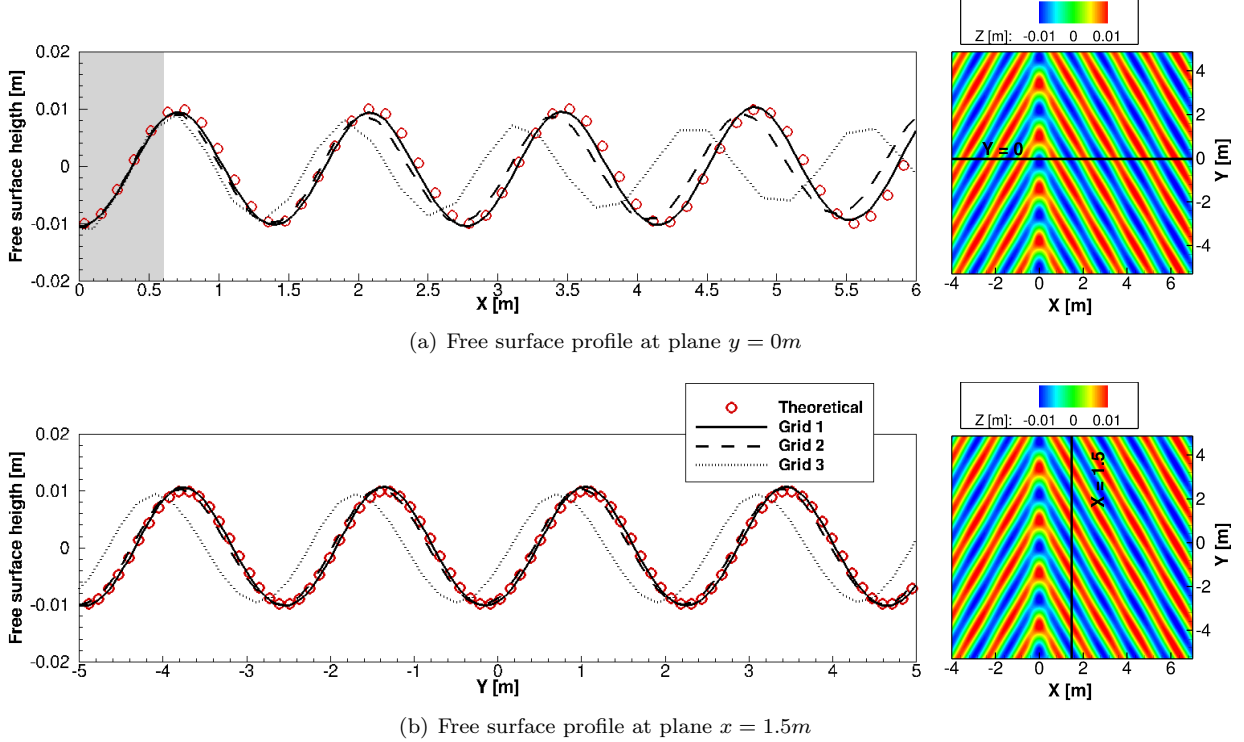 Free surface heigth [m]
0.02
0.01
0
-0.01
-0.02
0 0.5 1 1.5 2 2.5 3 3.5 4 4.5 5 5.5 6
X [m]
Z [m]: -0.01 0 0.01
Y = 0
4
2
0
-2
-4
Y [m]
-4 -2 0 2 4 6
X [m]
(a) Free surface profile at plane y = 0m
Theoretical
Grid 1
Grid 2
Grid 3
Free surface heigth [m]
0.02
0.01
0
-0.01
-0.02
-5 -4 -3 -2 -1 0 1 2 3 4 5
Y [m]
Z [m]: -0.01 0 0.01
X = 1.5
4
2
0
-2
-4
Y [m]
-4 -2 0 2 4 6
X [m]
(b) Free surface profile at plane x = 1.5m